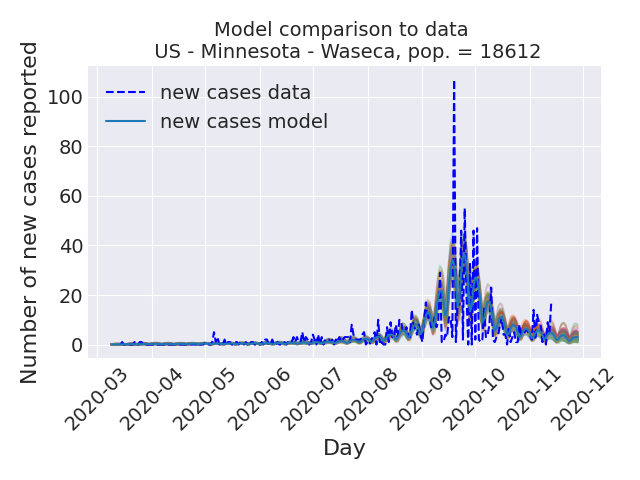 Model comparison to data
US - Minnesota - Waseca, pop. = 18612
Number of new cases reported
new cases data
new cases model
100
80
60
40
20
0
2020-03
2020-04
2020-05
2020-06
2020-07
2020-08
2020-09
2020-10
2020-11
2020-12
Day